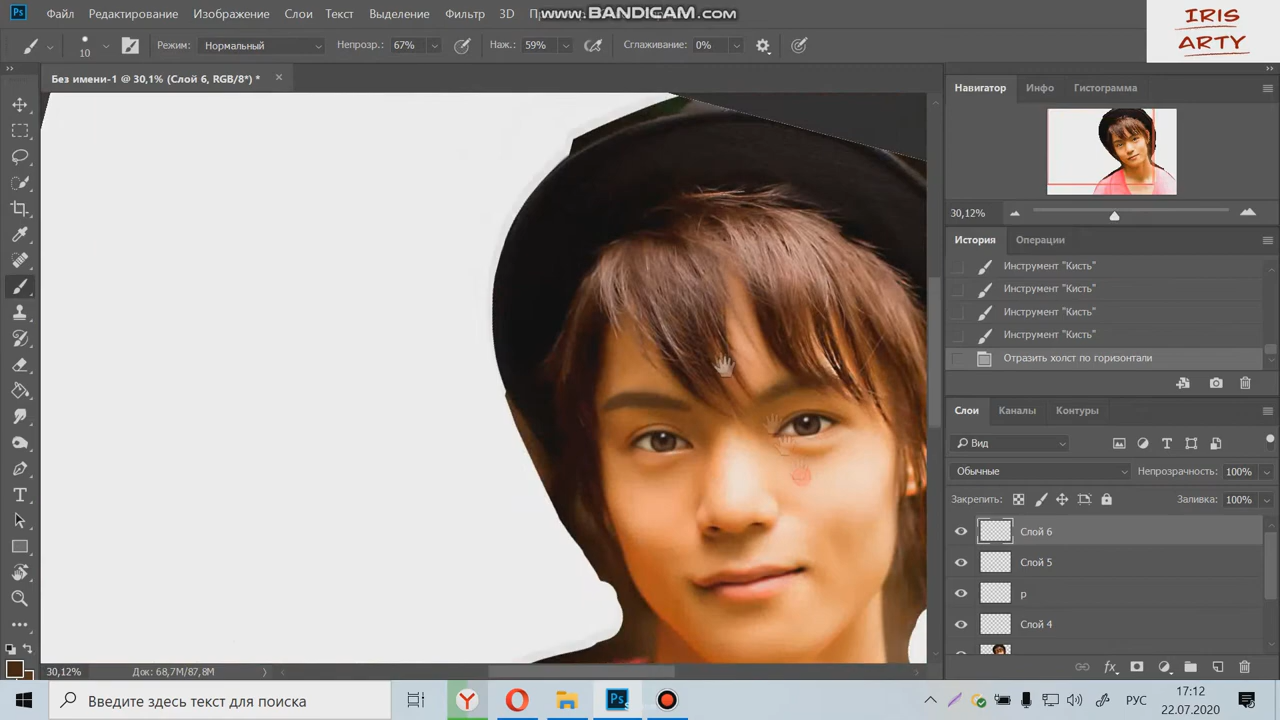 Ps Файл Редактирование Изображение Слои Текст Выделение Фильтр 3D
www.BANDICAM.com
IRIS
ARTY
10 Режим: Нормальный Непрозр.: 67% Наж.: 59% Сглаживание: 0%
Без имени-1 @ 30,1% (Слой 6, RGB/8*) *
Навигатор Инфо Гистограмма
30,12%
История Операции
Инструмент "Кисть"
Инструмент "Кисть"
Инструмент "Кисть"
Инструмент "Кисть"
Отразить холст по горизонтали
Слои Каналы Контуры
Вид
Обычные Непрозрачность: 100%
Закрепить: Заливка: 100%
Слой 6
Слой 5
р
Слой 4
fx
30,12% Док: 68,7M/87,8M
Введите здесь текст для поиска
Ps
РУС
17:12
22.07.2020